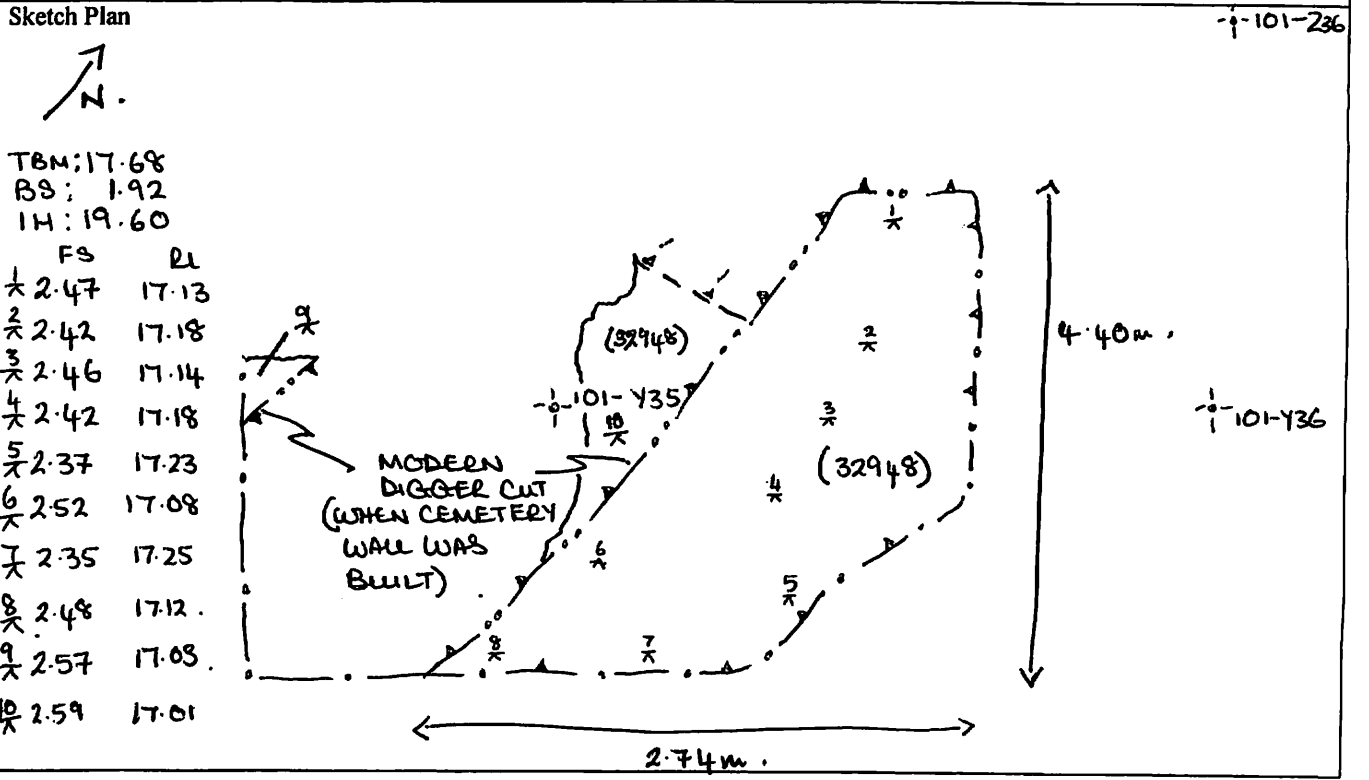 Sketch Plan
101-Z36
N.
TBM: 17.68
BS: 1.92
IH: 19.60
FS RL
1 2.47 17.13
2 2.42 17.18
3 2.46 17.14
4 2.42 17.18
5 2.37 17.23
6 2.52 17.08
7 2.35 17.25
8 2.48 17.12.
9 2.57 17.03.
10 2.59 17.01
9
1
(32948)
2
4.40m.
101-Y35
10
3
101-Y36
MODERN
DIGGER CUT
(WHEN CEMETERY
WALL WAS
BUILT)
(32948)
4
6
5
8
7
2.74m.